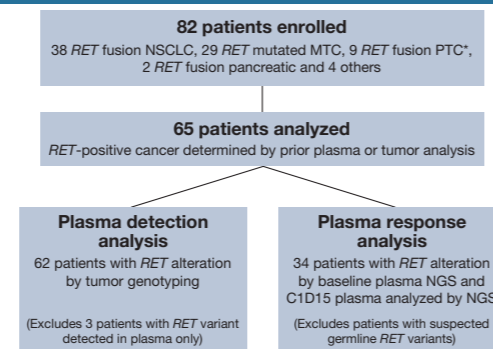 82 patients enrolled
38 RET fusion NSCLC, 29 RET mutated MTC, 9 RET fusion PTC*,
2 RET fusion pancreatic and 4 others
65 patients analyzed
RET-positive cancer determined by prior plasma or tumor analysis
Plasma detection
analysis
62 patients with RET alteration
by tumor genotyping
(Excludes 3 patients with RET variant
detected in plasma only)
Plasma response
analysis
34 patients with RET alteration
by baseline plasma NGS and
C1D15 plasma analyzed by NGS
(Excludes patients with suspected
germline RET variants)